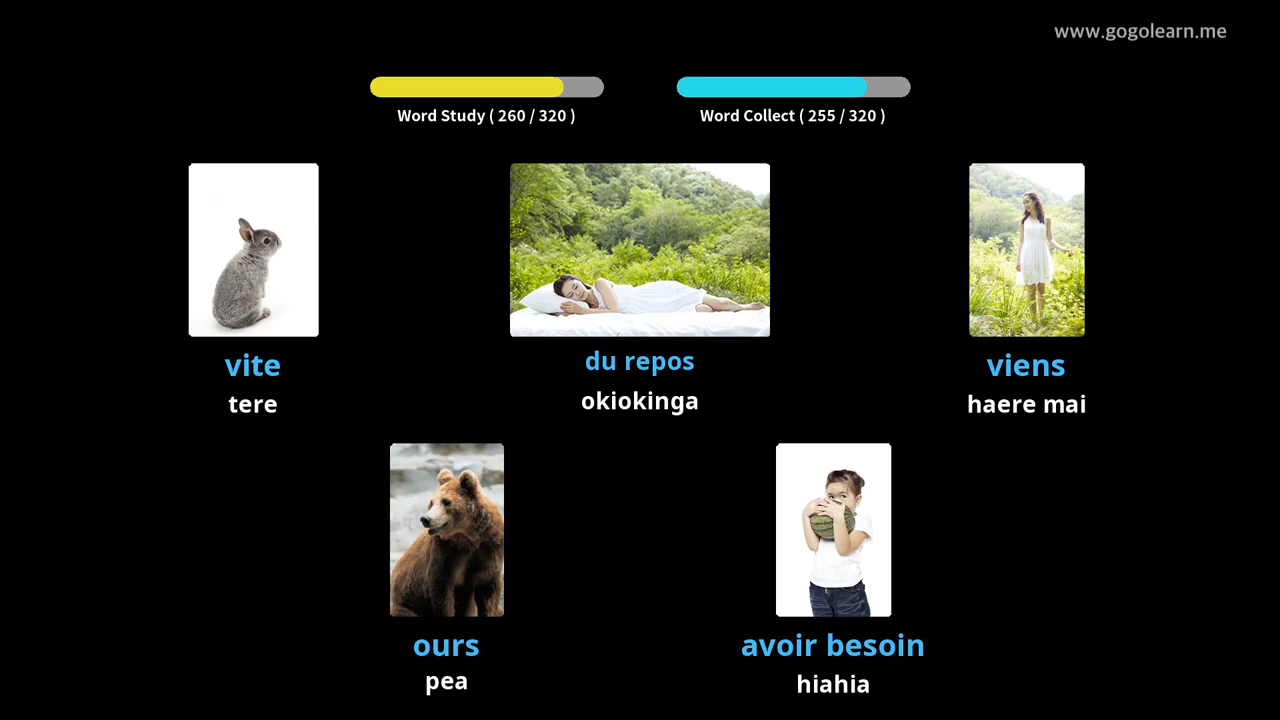 www.gogolearn.me
Word Study ( 260 / 320 )
Word Collect ( 255 / 320 )
vite
tere
du repos
okiokinga
viens
haere mai
ours
pea
avoir besoin
hiahia